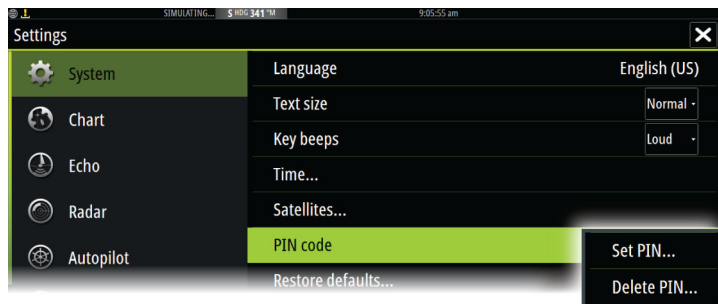 SIMULATING... S HDG 341 °M 9:05:55 am
Settings
System
Chart
Echo
Radar
Autopilot
Language English (US)
Text size Normal
Key beeps Loud
Time...
Satellites...
PIN code
Restore defaults...
Set PIN...
Delete PIN...